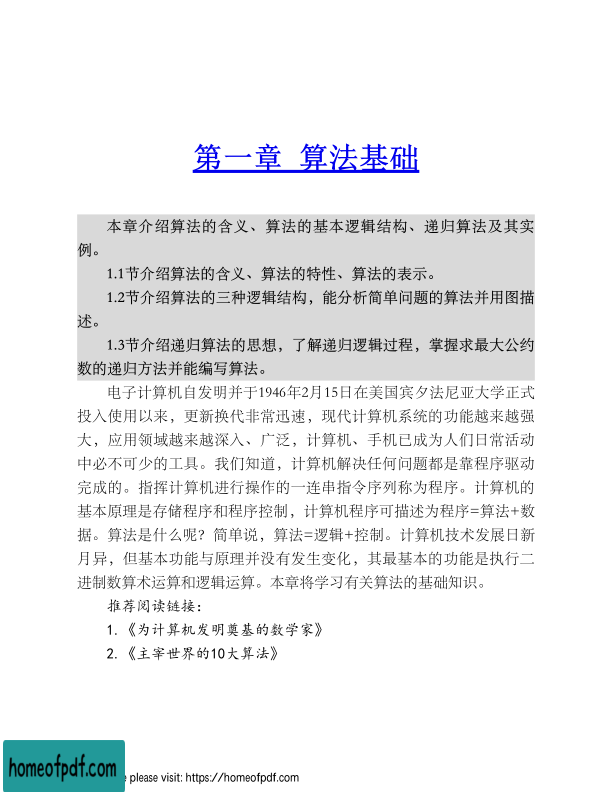 第一章 算法基础
本章介绍算法的含义、算法的基本逻辑结构、递归算法及其实
例。
1.1节介绍算法的含义、算法的特性、算法的表示。
1.2节介绍算法的三种逻辑结构，能分析简单问题的算法并用图描
述。
1.3节介绍递归算法的思想，了解递归逻辑过程，掌握求最大公约
数的递归方法并能编写算法。
电子计算机自发明并于1946年2月15日在美国宾夕法尼亚大学正式
投入使用以来，更新换代非常迅速，现代计算机系统的功能越来越强
大，应用领域越来越深入、广泛，计算机、手机已成为人们日常活动
中必不可少的工具。我们知道，计算机解决任何问题都是靠程序驱动
完成的。指挥计算机进行操作的一连串指令序列称为程序。计算机的
基本原理是存储程序和程序控制，计算机程序可描述为程序=算法+数
据。算法是什么呢？简单说，算法=逻辑+控制。计算机技术发展日新
月异，但基本功能与原理并没有发生变化，其最基本的功能是执行二
进制数算术运算和逻辑运算。本章将学习有关算法的基础知识。
推荐阅读链接：
1.《为计算机发明奠基的数学家》
2.《主宰世界的10大算法》
homeofpdf.com
e please visit: https://homeofpdf.com